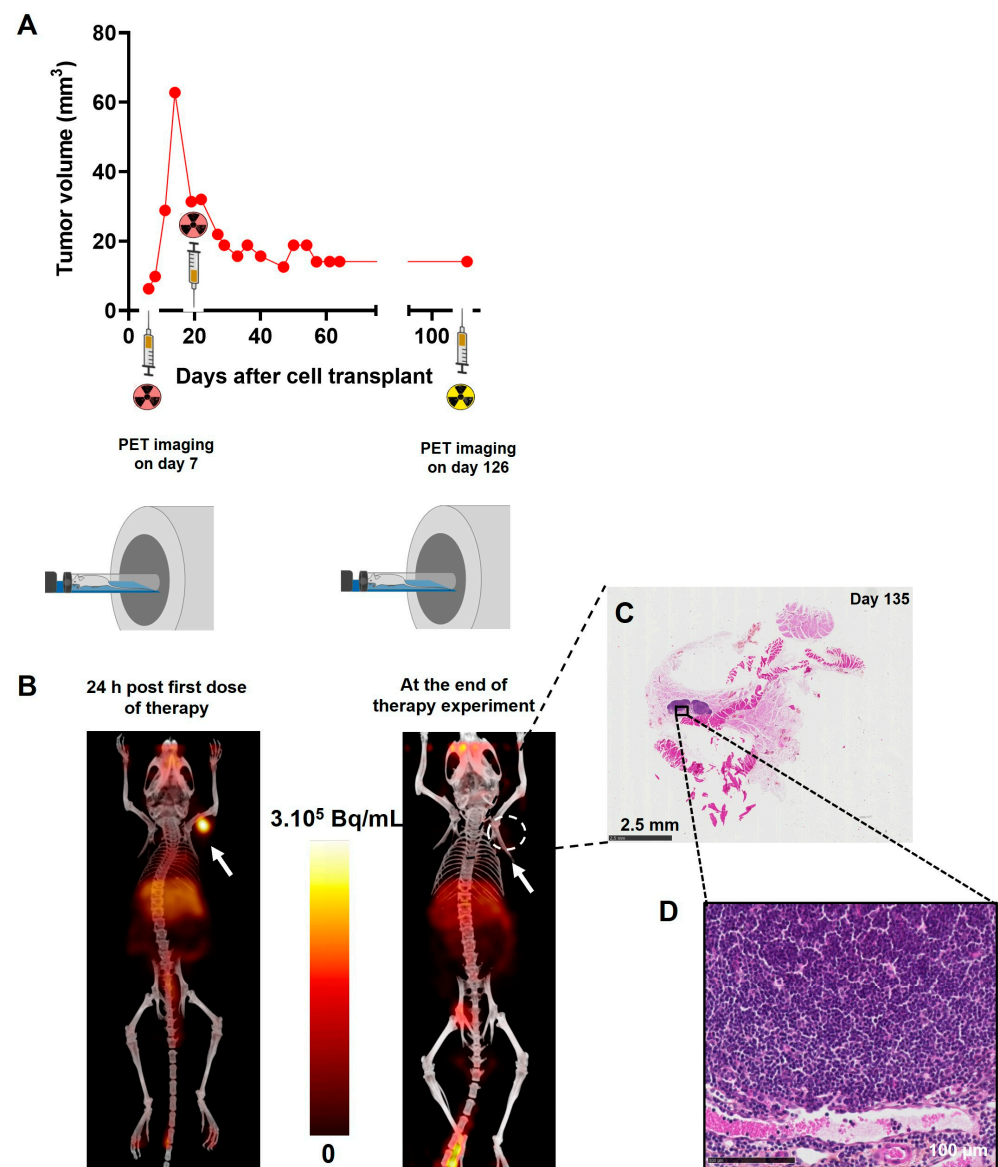 A
Tumor volume (mm³)
80
60
40
20
0
0 20 40 60 100
Days after cell transplant
PET imaging
on day 7
PET imaging
on day 126
B
24 h post first dose
of therapy
At the end of
therapy experiment
3.10⁵ Bq/mL
0
C
Day 135
2.5 mm
D
100 µm